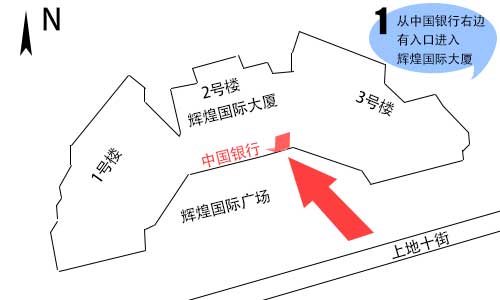 N
1
从中国银行右边
有入口进入
辉煌国际大厦
2号楼
辉煌国际大厦
3号楼
1号楼
中国银行
辉煌国际广场
上地十街